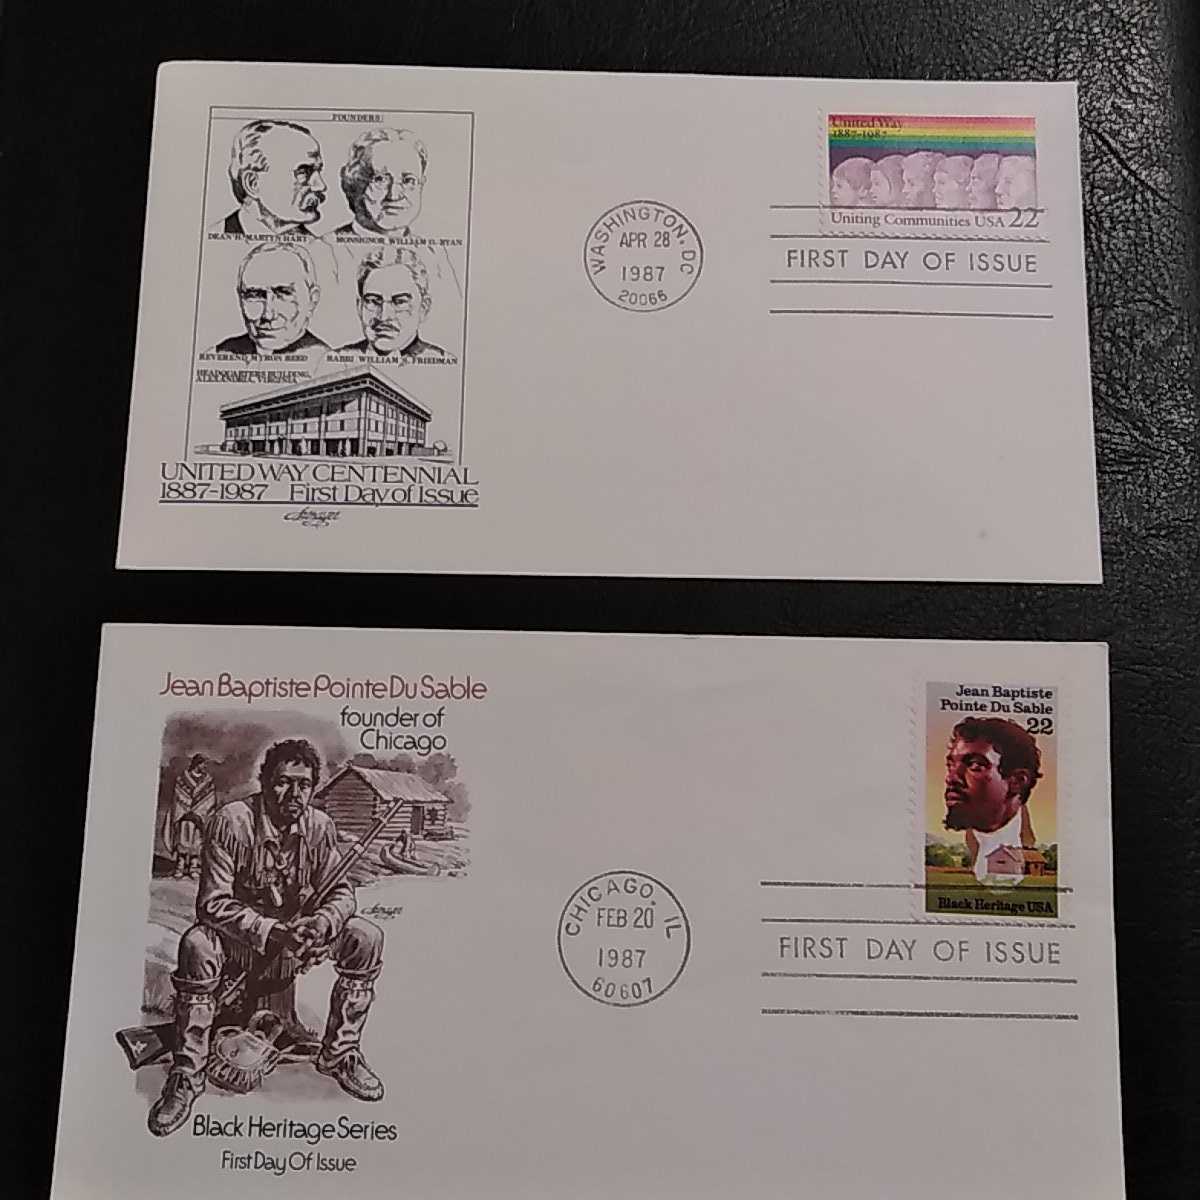 FOUNDERS:
DEAN H. MARTYN HART
MONSIGNOR WILLIAM O. RYAN
REVEREND MYRON REED
RABBI WILLIAM S. FRIEDMAN
HEADQUARTERS BUILDING,
ALEXANDRIA, VIRGINIA
UNITED WAY CENTENNIAL
1887-1987 First Day of Issue
Artmaster
WASHINGTON, DC
APR 28
1987
20066
United Way
1887-1987
Uniting Communities USA 22
FIRST DAY OF ISSUE
Jean Baptiste Pointe Du Sable
founder of
Chicago
Artmaster
Black Heritage Series
First Day Of Issue
CHICAGO, IL
FEB 20
1987
60607
Jean Baptiste
Pointe Du Sable
22
Black Heritage USA
FIRST DAY OF ISSUE